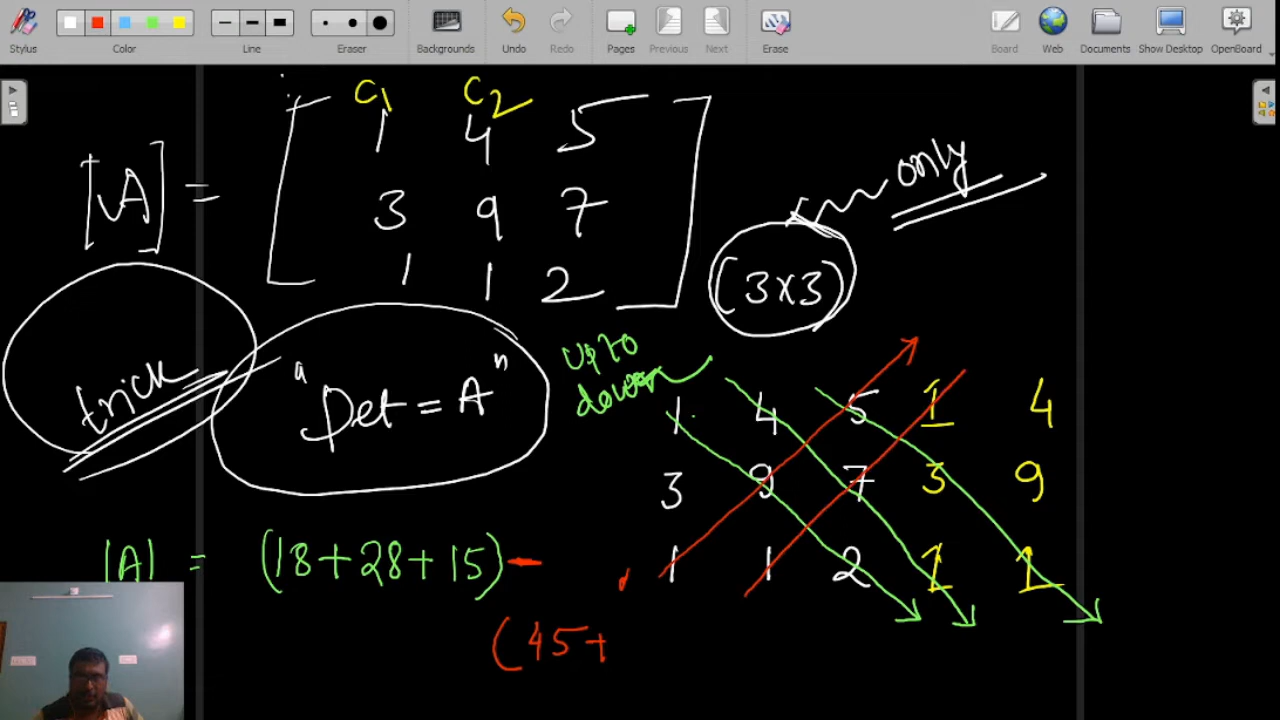 Stylus Color Line Eraser Backgrounds Undo Redo Pages Previous Next Erase Board Web Documents Show Desktop OpenBoard
C1 C2
[A] = [ 1 4 5
3 9 7
1 1 2 ]
only
(3x3)
trick
"Det = A"
up to
down
1 4 5 1 4
3 9 7 3 9
1 1 2 1 1
|A| = (18+28+15) -
(45+